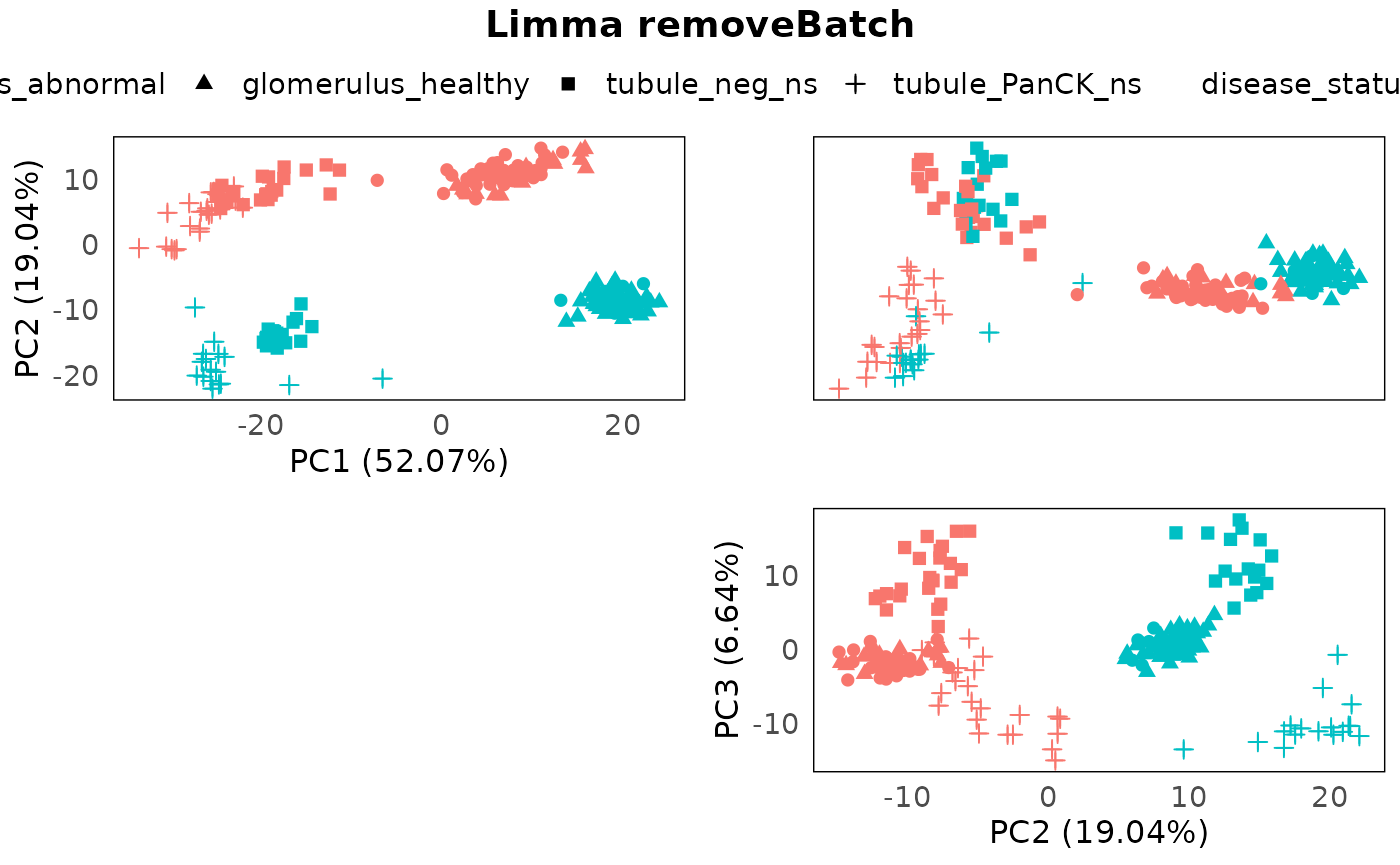 Limma removeBatch
s_abnormal glomerulus_healthy tubule_neg_ns tubule_PanCK_ns disease_statu
PC2 (19.04%)
10
0
-10
-20
-20 0 20
PC1 (52.07%)
PC3 (6.64%)
10
0
-10
-10 0 10 20
PC2 (19.04%)